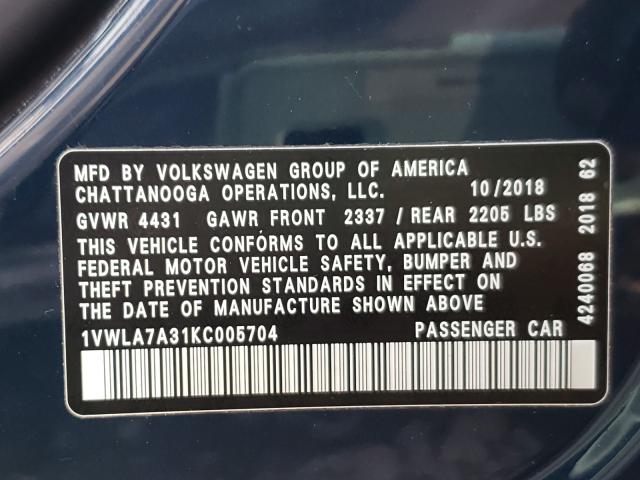 MFD BY VOLKSWAGEN GROUP OF AMERICA
CHATTANOOGA OPERATIONS, LLC. 10/2018
GVWR 4431 GAWR FRONT 2337 / REAR 2205 LBS
THIS VEHICLE CONFORMS TO ALL APPLICABLE U.S.
FEDERAL MOTOR VEHICLE SAFETY, BUMPER AND
THEFT PREVENTION STANDARDS IN EFFECT ON
THE DATE OF MANUFACTURE SHOWN ABOVE
1VWLA7A31KC005704 PASSENGER CAR
4240068 2018 62